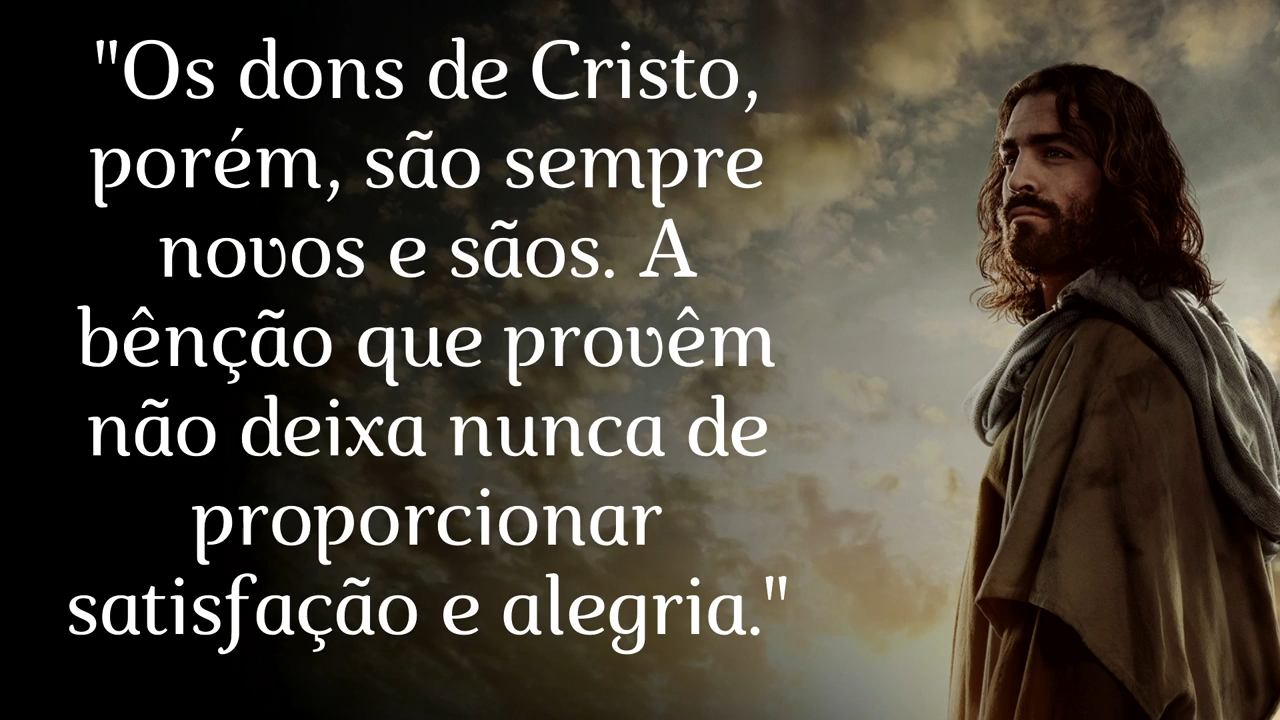 "Os dons de Cristo,
porém, são sempre
novos e sãos. A
bênção que provêm
não deixa nunca de
proporcionar
satisfação e alegria."